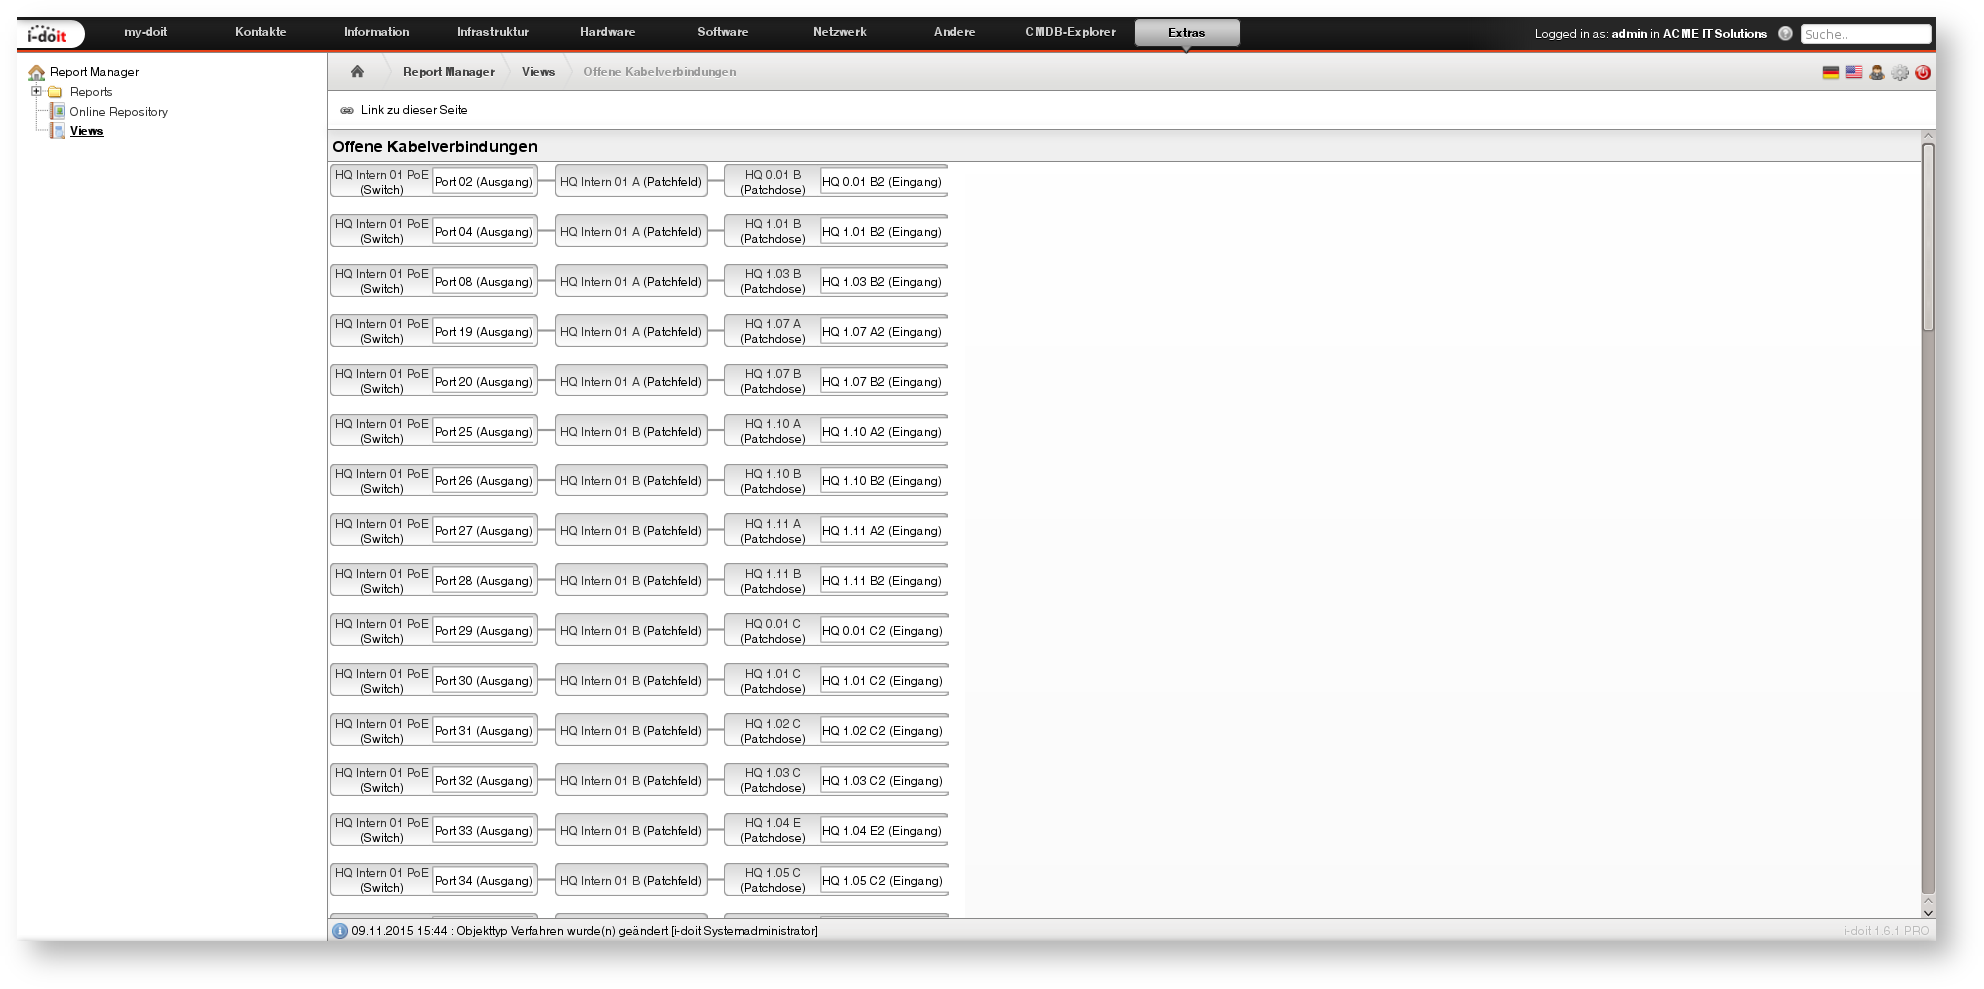 i-doit my-doit Kontakte Information Infrastruktur Hardware Software Netzwerk Andere CMDB-Explorer Extras Logged in as: admin in ACME IT Solutions Suche..
Report Manager
Reports
Online Repository
Views
Report Manager Views Offene Kabelverbindungen
Link zu dieser Seite
Offene Kabelverbindungen
HQ Intern 01 PoE (Switch) Port 02 (Ausgang) HQ Intern 01 A (Patchfeld) HQ 0.01 B (Patchdose) HQ 0.01 B2 (Eingang)
HQ Intern 01 PoE (Switch) Port 04 (Ausgang) HQ Intern 01 A (Patchfeld) HQ 1.01 B (Patchdose) HQ 1.01 B2 (Eingang)
HQ Intern 01 PoE (Switch) Port 08 (Ausgang) HQ Intern 01 A (Patchfeld) HQ 1.03 B (Patchdose) HQ 1.03 B2 (Eingang)
HQ Intern 01 PoE (Switch) Port 19 (Ausgang) HQ Intern 01 A (Patchfeld) HQ 1.07 A (Patchdose) HQ 1.07 A2 (Eingang)
HQ Intern 01 PoE (Switch) Port 20 (Ausgang) HQ Intern 01 A (Patchfeld) HQ 1.07 B (Patchdose) HQ 1.07 B2 (Eingang)
HQ Intern 01 PoE (Switch) Port 25 (Ausgang) HQ Intern 01 B (Patchfeld) HQ 1.10 A (Patchdose) HQ 1.10 A2 (Eingang)
HQ Intern 01 PoE (Switch) Port 26 (Ausgang) HQ Intern 01 B (Patchfeld) HQ 1.10 B (Patchdose) HQ 1.10 B2 (Eingang)
HQ Intern 01 PoE (Switch) Port 27 (Ausgang) HQ Intern 01 B (Patchfeld) HQ 1.11 A (Patchdose) HQ 1.11 A2 (Eingang)
HQ Intern 01 PoE (Switch) Port 28 (Ausgang) HQ Intern 01 B (Patchfeld) HQ 1.11 B (Patchdose) HQ 1.11 B2 (Eingang)
HQ Intern 01 PoE (Switch) Port 29 (Ausgang) HQ Intern 01 B (Patchfeld) HQ 0.01 C (Patchdose) HQ 0.01 C2 (Eingang)
HQ Intern 01 PoE (Switch) Port 30 (Ausgang) HQ Intern 01 B (Patchfeld) HQ 1.01 C (Patchdose) HQ 1.01 C2 (Eingang)
HQ Intern 01 PoE (Switch) Port 31 (Ausgang) HQ Intern 01 B (Patchfeld) HQ 1.02 C (Patchdose) HQ 1.02 C2 (Eingang)
HQ Intern 01 PoE (Switch) Port 32 (Ausgang) HQ Intern 01 B (Patchfeld) HQ 1.03 C (Patchdose) HQ 1.03 C2 (Eingang)
HQ Intern 01 PoE (Switch) Port 33 (Ausgang) HQ Intern 01 B (Patchfeld) HQ 1.04 E (Patchdose) HQ 1.04 E2 (Eingang)
HQ Intern 01 PoE (Switch) Port 34 (Ausgang) HQ Intern 01 B (Patchfeld) HQ 1.05 C (Patchdose) HQ 1.05 C2 (Eingang)
09.11.2015 15:44 : Objekttyp Verfahren wurde(n) geändert [i-doit Systemadministrator] i-doit 1.6.1 PRO